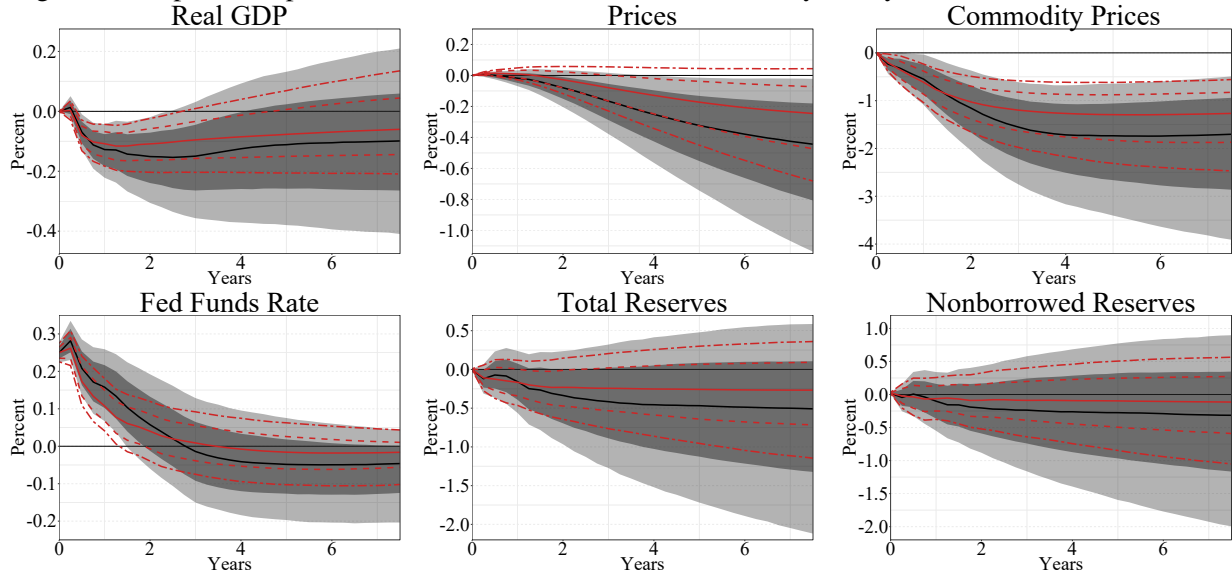 Real GDP Prices Commodity Prices
0.2 0.0 -0.2 -0.4
Percent
0 2 4 6
Years
0.2 0.0 -0.2 -0.4 -0.6 -0.8 -1.0
Percent
0 2 4 6
Years
0 -1 -2 -3 -4
Percent
0 2 4 6
Years
Fed Funds Rate Total Reserves Nonborrowed Reserves
0.3 0.2 0.1 0.0 -0.1 -0.2
Percent
0 2 4 6
Years
0.5 0.0 -0.5 -1.0 -1.5 -2.0
Percent
0 2 4 6
Years
1.0 0.5 0.0 -0.5 -1.0 -1.5 -2.0
Percent
0 2 4 6
Years